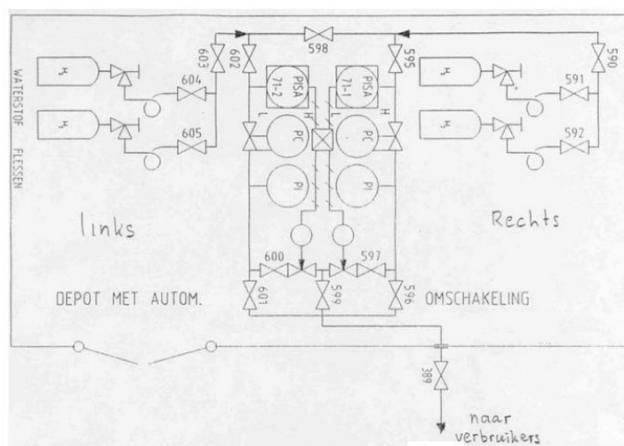 598
603
602
595
590
WATERSTOF FLESSEN
H₂
604
PISA
71-2
PISA
71-1
H₂
591
L
H
L
H
H₂
605
PC
PC
H₂
592
PI
PI
links
Rechts
600
597
DEPOT MET AUTOM.
601
599
596
OMSCHAKELING
389
naar
verbruikers